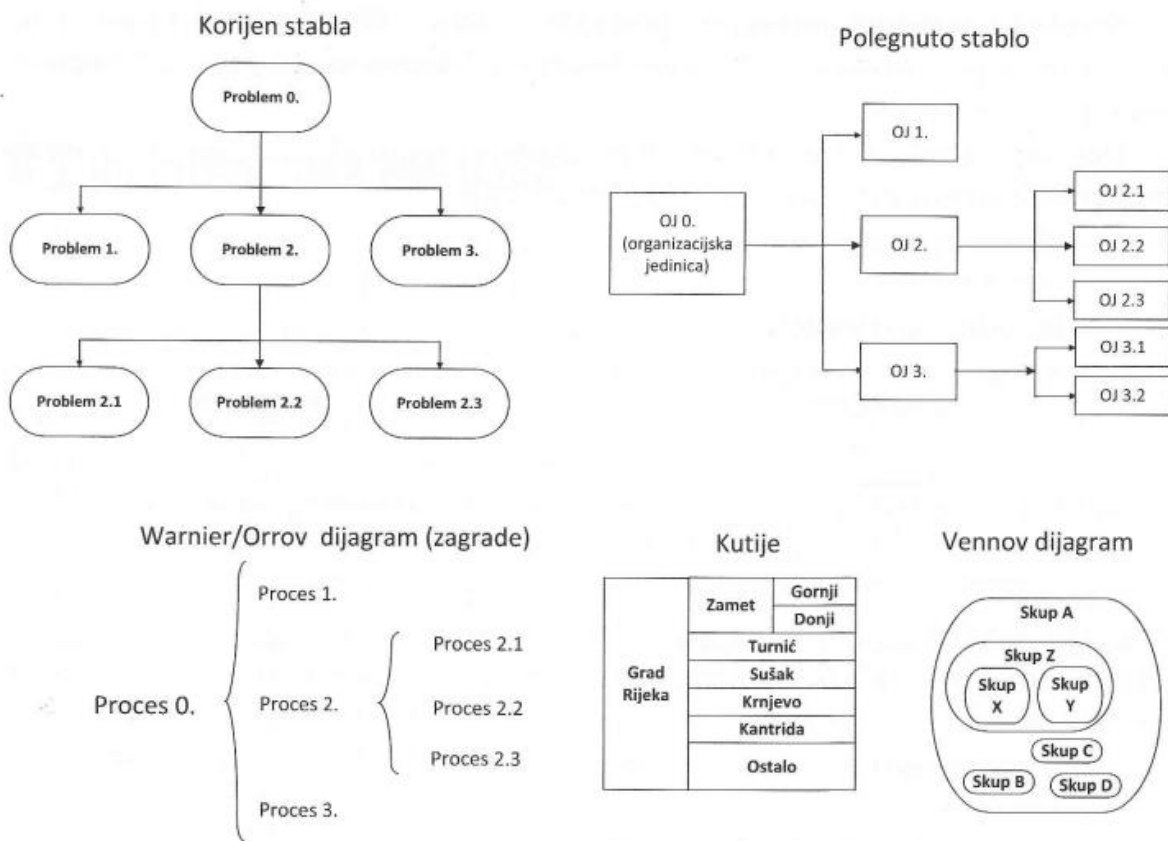 Korijen stabla
Problem 0.
Problem 1.
Problem 2.
Problem 3.
Problem 2.1
Problem 2.2
Problem 2.3
Polegnuto stablo
OJ 0.
(organizacijska
jedinica)
OJ 1.
OJ 2.
OJ 3.
OJ 2.1
OJ 2.2
OJ 2.3
OJ 3.1
OJ 3.2
Warnier/Orrov dijagram (zagrade)
Proces 0.
Proces 1.
Proces 2.
Proces 3.
Proces 2.1
Proces 2.2
Proces 2.3
Kutije
Grad
Rijeka
Zamet
Gornji
Donji
Turnić
Sušak
Krnjevo
Kantrida
Ostalo
Vennov dijagram
Skup A
Skup Z
Skup
X
Skup
Y
Skup C
Skup B
Skup D